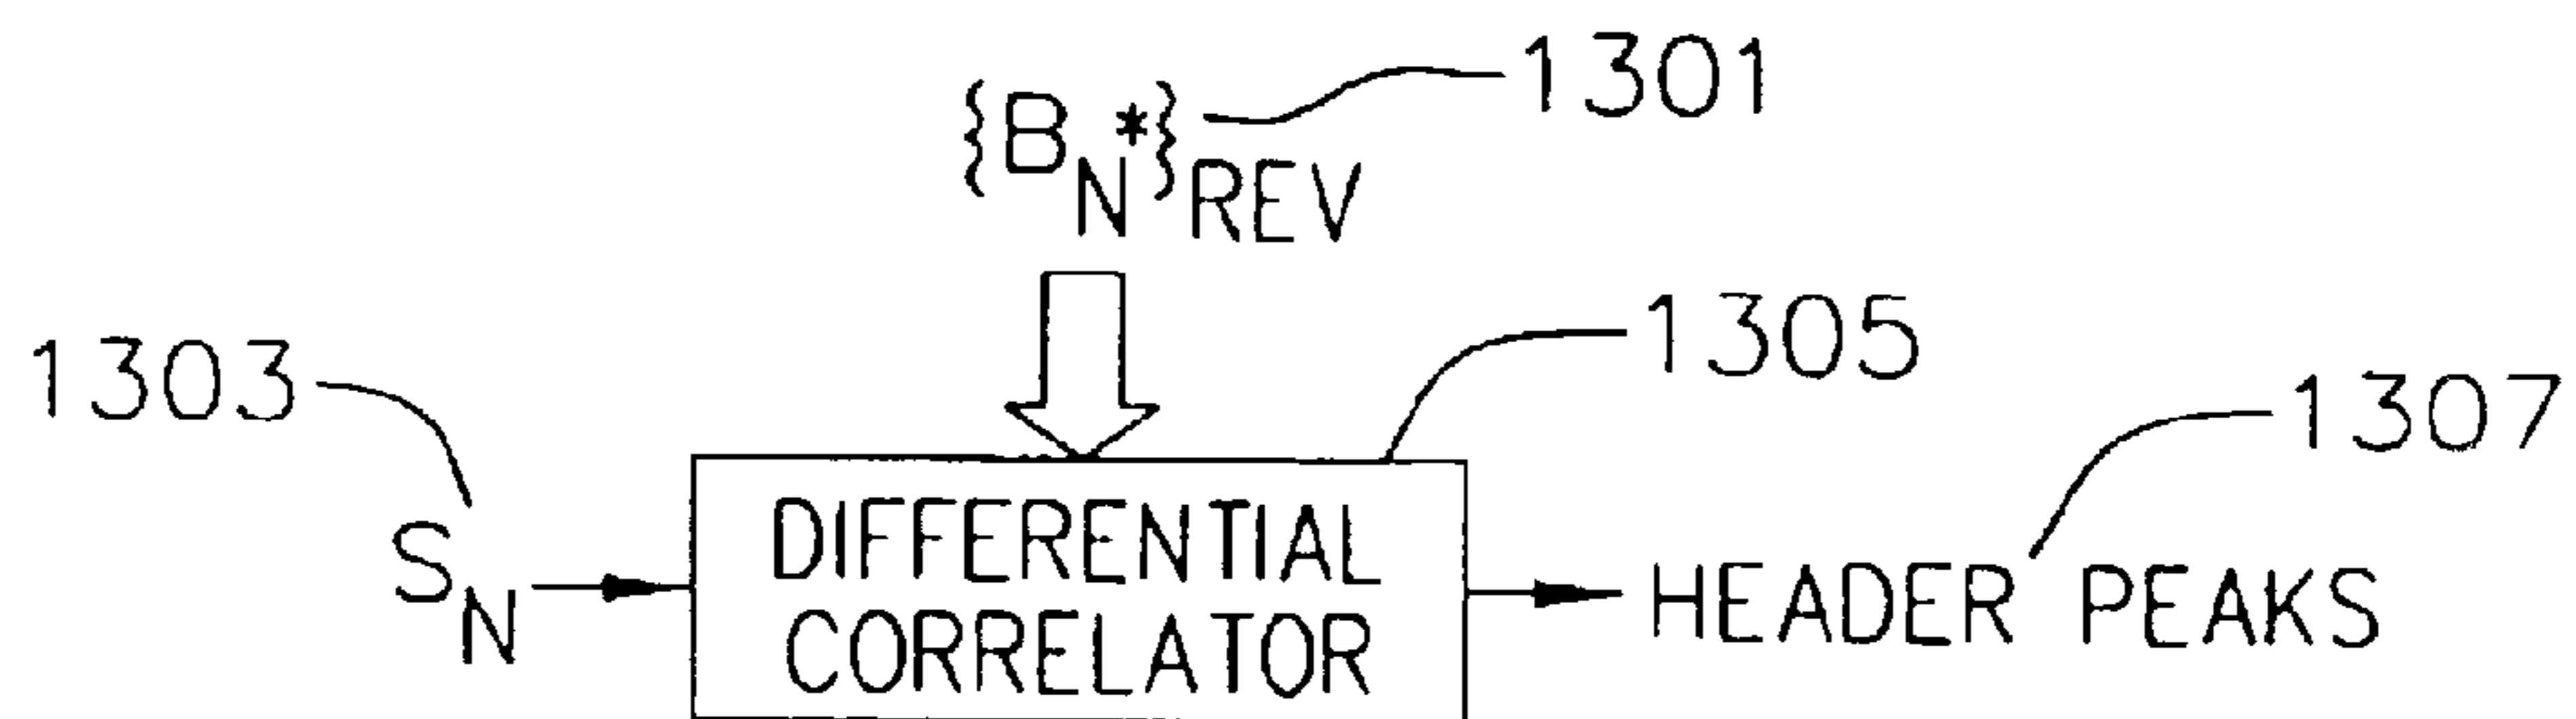 {B_N*}_REV
1301
1303
1305
1307
S_N
DIFFERENTIAL
CORRELATOR
HEADER PEAKS